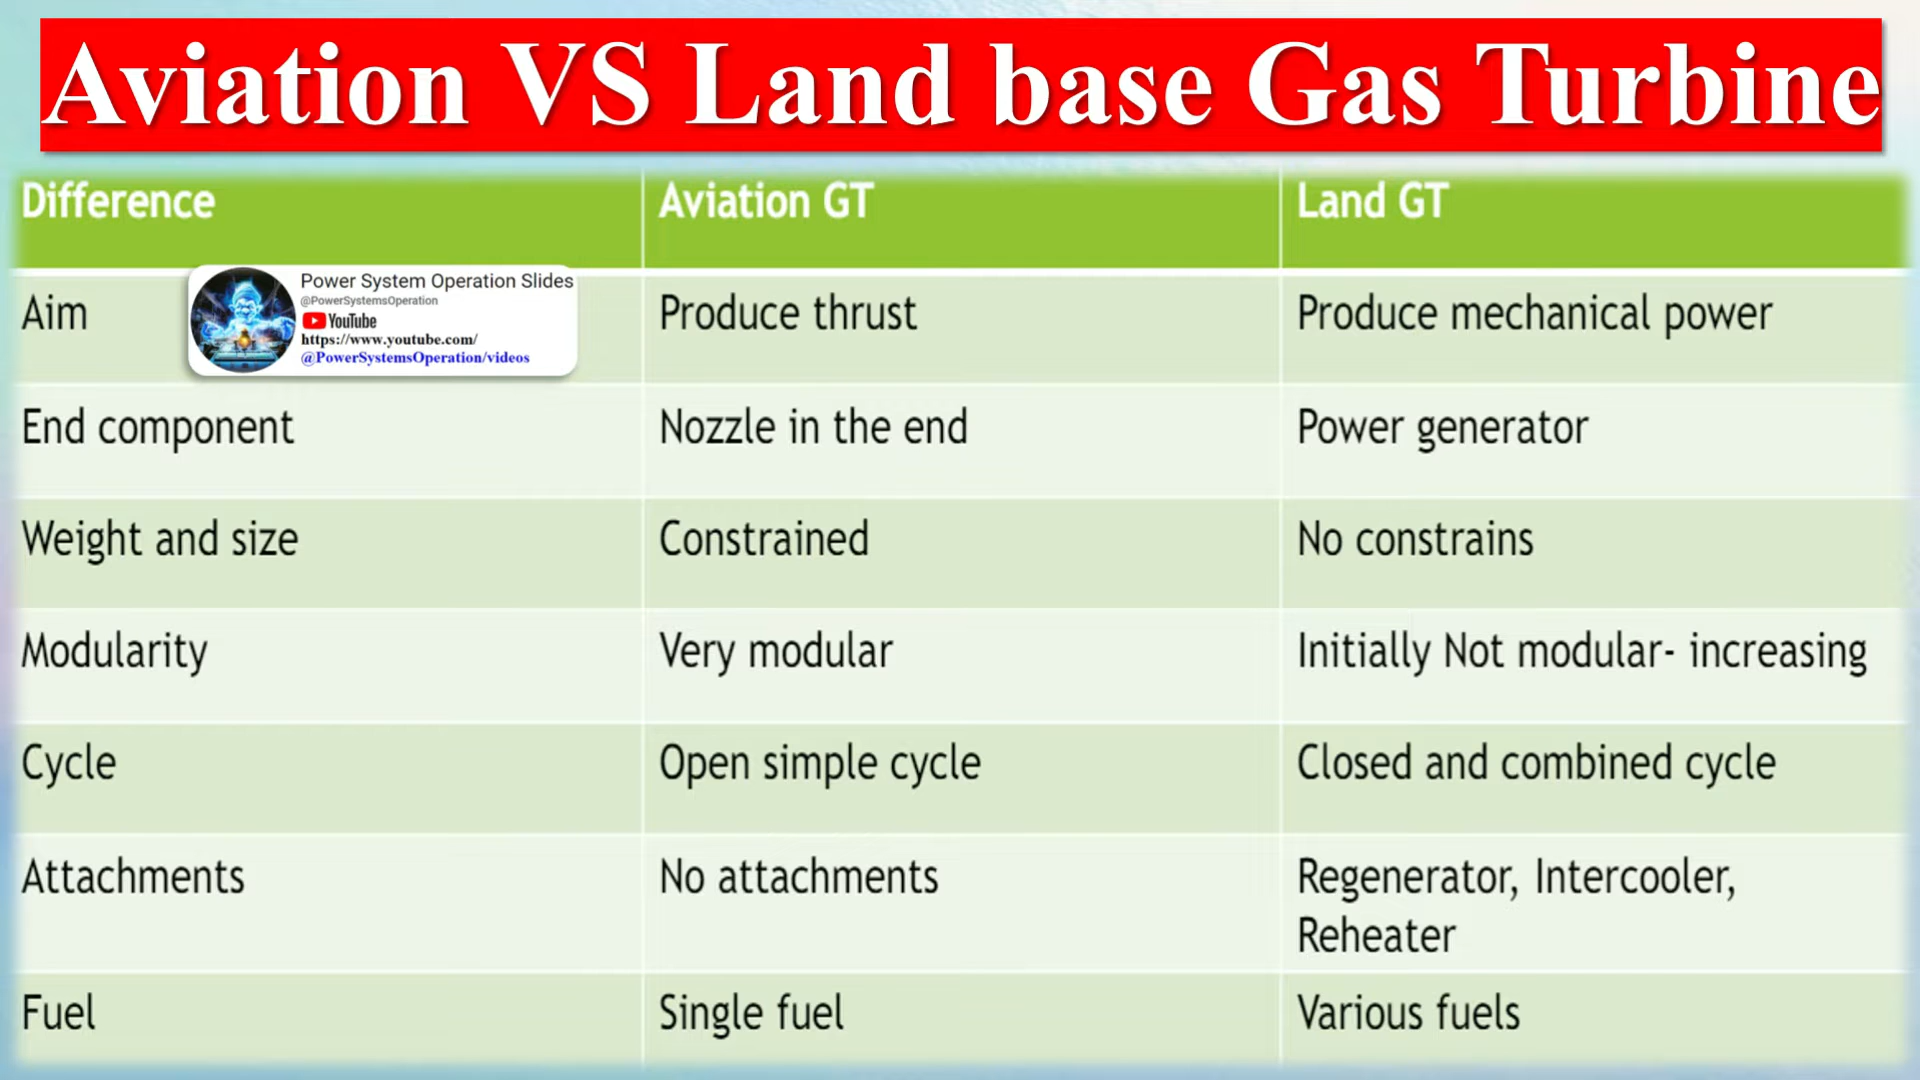 Aviation VS Land base Gas Turbine
Difference
Aviation GT
Land GT
Aim
Power System Operation Slides
@PowerSystemsOperation
YouTube
https://www.youtube.com/
@PowerSystemsOperation/videos
Produce thrust
Produce mechanical power
End component
Nozzle in the end
Power generator
Weight and size
Constrained
No constrains
Modularity
Very modular
Initially Not modular- increasing
Cycle
Open simple cycle
Closed and combined cycle
Attachments
No attachments
Regenerator, Intercooler,
Reheater
Fuel
Single fuel
Various fuels